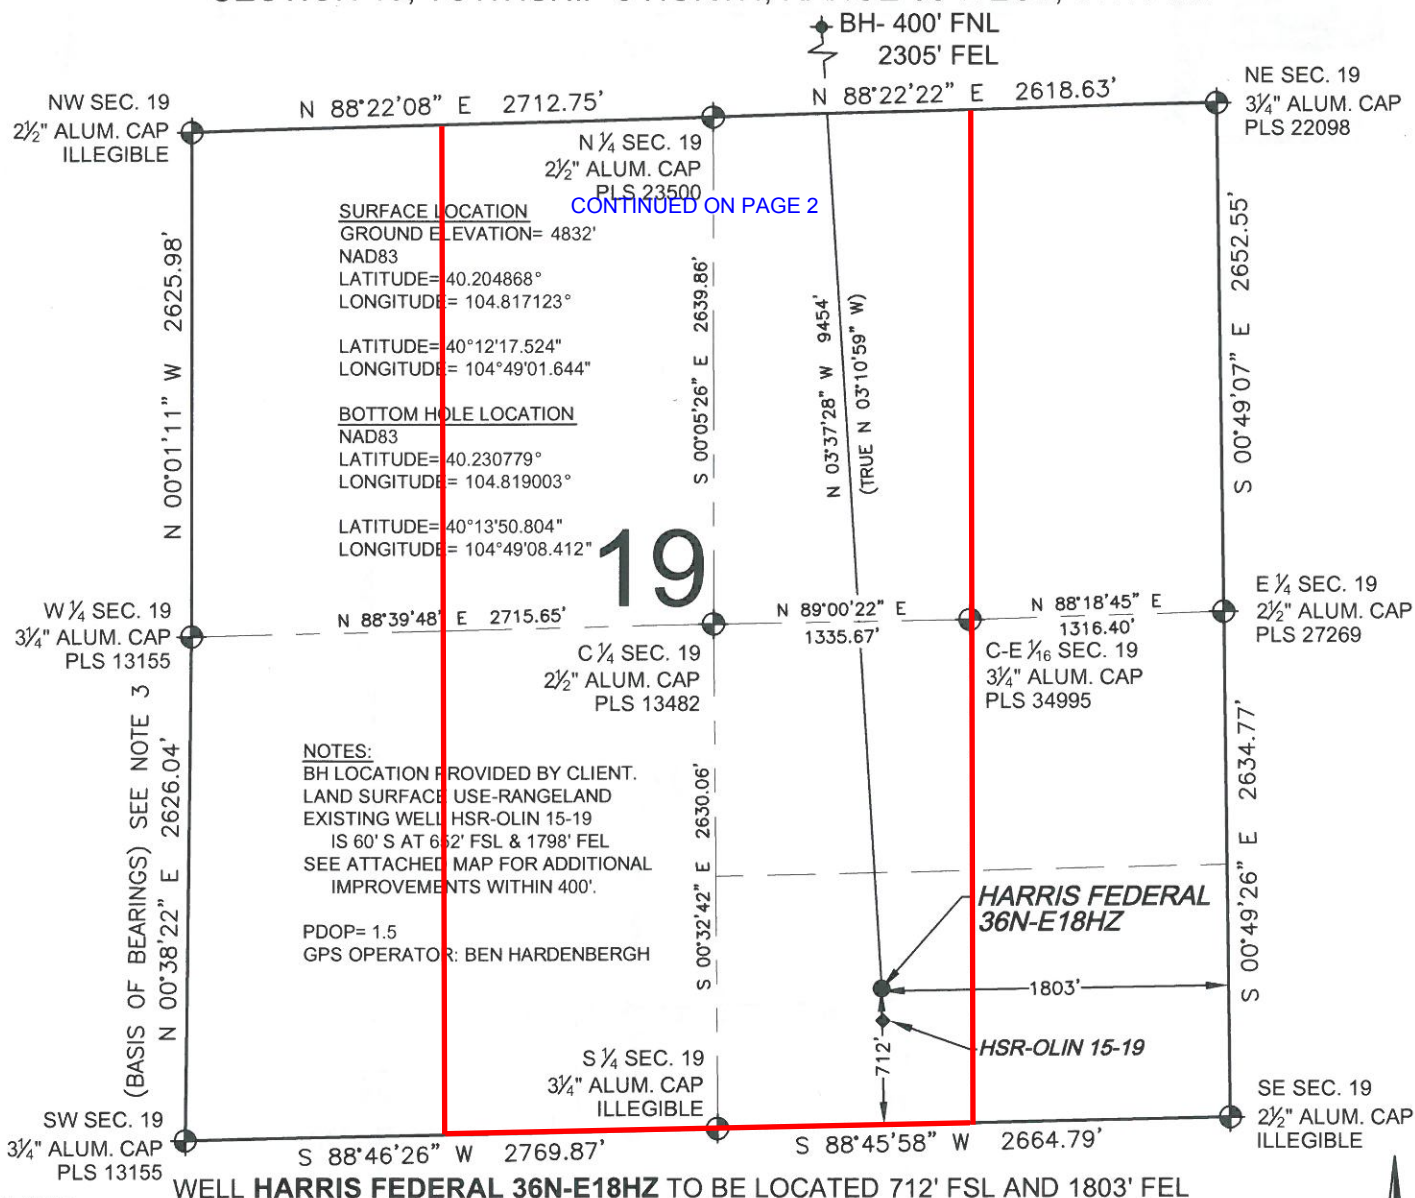 BH- 400' FNL
2305' FEL
NW SEC. 19
2½" ALUM. CAP
ILLEGIBLE
N 88°22'08" E 2712.75'
N 88°22'22" E 2618.63'
NE SEC. 19
3¼" ALUM. CAP
PLS 22098
N ¼ SEC. 19
2½" ALUM. CAP
PLS 23500
CONTINUED ON PAGE 2
SURFACE LOCATION
GROUND ELEVATION= 4832'
NAD83
LATITUDE= 40.204868°
LONGITUDE= 104.817123°
LATITUDE= 40°12'17.524"
LONGITUDE= 104°49'01.644"
BOTTOM HOLE LOCATION
NAD83
LATITUDE= 40.230779°
LONGITUDE= 104.819003°
LATITUDE= 40°13'50.804"
LONGITUDE= 104°49'08.412"
N 00°01'11" W 2625.98'
S 00°05'26" E 2639.86'
N 03°37'28" W 9454'
(TRUE N 03°10'59" W)
S 00°49'07" E 2652.55'
19
W ¼ SEC. 19
3¼" ALUM. CAP
PLS 13155
N 88°39'48" E 2715.65'
N 89°00'22" E
1335.67'
N 88°18'45" E
1316.40'
E ¼ SEC. 19
2½" ALUM. CAP
PLS 27269
C ¼ SEC. 19
2½" ALUM. CAP
PLS 13482
C-E 1/16 SEC. 19
3¼" ALUM. CAP
PLS 34995
NOTES:
BH LOCATION PROVIDED BY CLIENT.
LAND SURFACE USE-RANGELAND
EXISTING WELL HSR-OLIN 15-19
IS 60' S AT 652' FSL & 1798' FEL
SEE ATTACHED MAP FOR ADDITIONAL
IMPROVEMENTS WITHIN 400'.
PDOP= 1.5
GPS OPERATOR: BEN HARDENBERGH
(BASIS OF BEARINGS) SEE NOTE 3
N 00°38'22" E 2626.04'
S 00°32'42" E 2630.06'
S 00°49'26" E 2634.77'
HARRIS FEDERAL
36N-E18HZ
1803'
712'
HSR-OLIN 15-19
S ¼ SEC. 19
3¼" ALUM. CAP
ILLEGIBLE
SW SEC. 19
3¼" ALUM. CAP
PLS 13155
SE SEC. 19
2½" ALUM. CAP
ILLEGIBLE
S 88°46'26" W 2769.87'
S 88°45'58" W 2664.79'
WELL HARRIS FEDERAL 36N-E18HZ TO BE LOCATED 712' FSL AND 1803' FEL